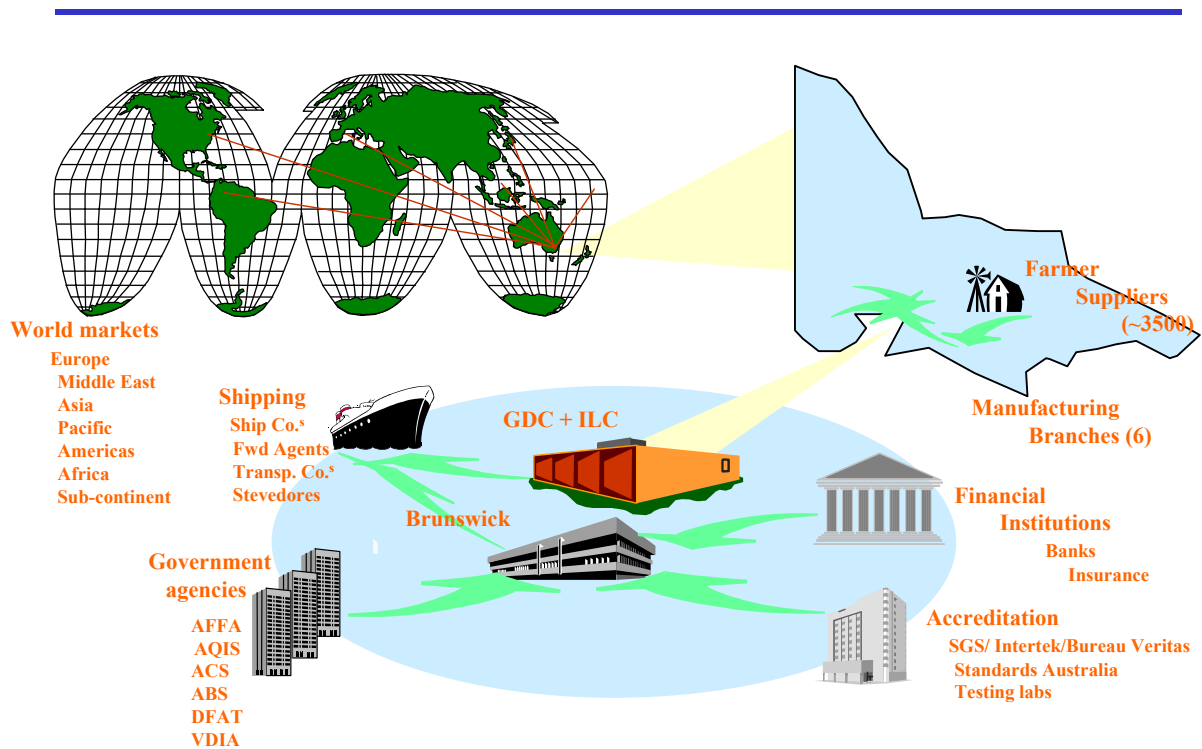 Farmer
Suppliers
(~3500)
World markets
Europe
Middle East
Asia
Pacific
Americas
Africa
Sub-continent
Shipping
Ship Co.s
Fwd Agents
Transp. Co.s
Stevedores
GDC + ILC
Manufacturing
Branches (6)
Brunswick
Financial
Institutions
Banks
Insurance
Government
agencies
AFFA
AQIS
ACS
ABS
DFAT
VDIA
Accreditation
SGS/ Intertek/Bureau Veritas
Standards Australia
Testing labs